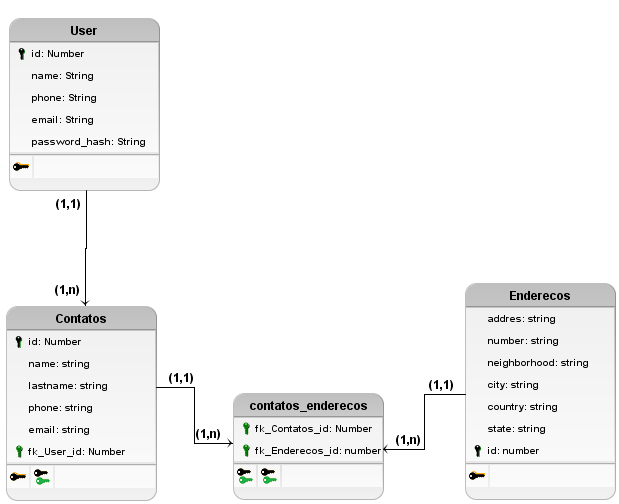 User
id: Number
name: String
phone: String
email: String
password_hash: String
(1,1)
(1,n)
Contatos
id: Number
name: string
lastname: string
phone: string
email: string
fk_User_id: Number
(1,1)
(1,n)
contatos_enderecos
fk_Contatos_id: Number
fk_Enderecos_id: number
(1,1)
(1,n)
Enderecos
addres: string
number: string
neighborhood: string
city: string
country: string
state: string
id: number